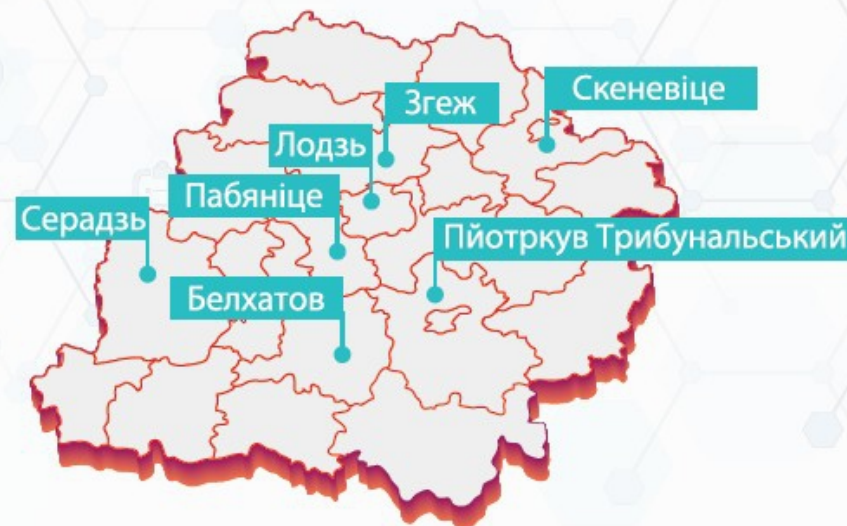 Скеневіце
Згеж
Лодзь
Пабяніце
Серадзь
Пйотркув Трибунальський
Белхатов